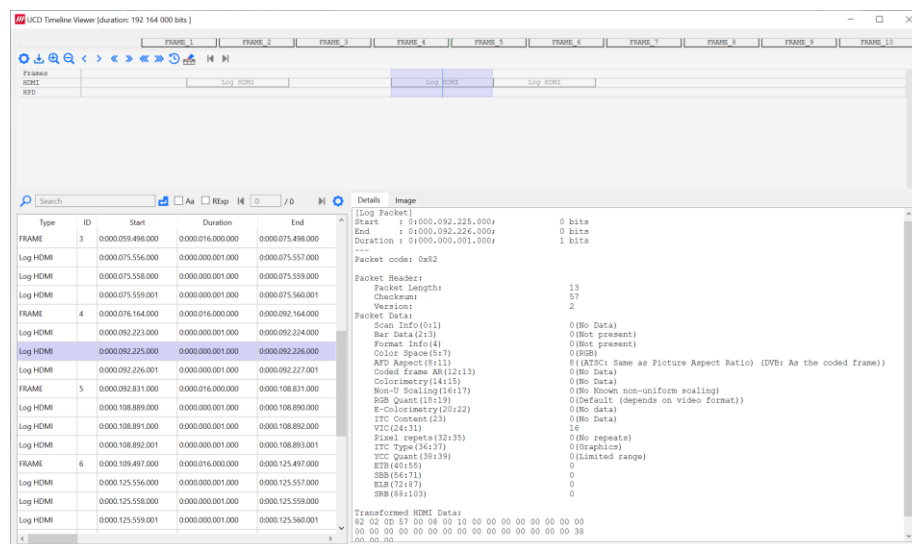 UCD Timeline Viewer [duration: 192 164 000 bits ]
FRAME_1 FRAME_2 FRAME_3 FRAME_4 FRAME_5 FRAME_6 FRAME_7 FRAME_8 FRAME_9 FRAME_10
Frames
HDMI Log HDMI Log HDMI Log HDMI
HPD
Search Aa RExp 0 / 0
Type ID Start Duration End
FRAME 3 0:000.059.498.000 0:000.016.000.000 0:000.075.498.000
Log HDMI 0:000.075.556.000 0:000.000.001.000 0:000.075.557.000
Log HDMI 0:000.075.558.000 0:000.000.001.000 0:000.075.559.000
Log HDMI 0:000.075.559.001 0:000.000.001.000 0:000.075.560.001
FRAME 4 0:000.076.164.000 0:000.016.000.000 0:000.092.164.000
Log HDMI 0:000.092.223.000 0:000.000.001.000 0:000.092.224.000
Log HDMI 0:000.092.225.000 0:000.000.001.000 0:000.092.226.000
Log HDMI 0:000.092.226.001 0:000.000.001.000 0:000.092.227.001
FRAME 5 0:000.092.831.000 0:000.016.000.000 0:000.108.831.000
Log HDMI 0:000.108.889.000 0:000.000.001.000 0:000.108.890.000
Log HDMI 0:000.108.891.000 0:000.000.001.000 0:000.108.892.000
Log HDMI 0:000.108.892.001 0:000.000.001.000 0:000.108.893.001
FRAME 6 0:000.109.497.000 0:000.016.000.000 0:000.125.497.000
Log HDMI 0:000.125.556.000 0:000.000.001.000 0:000.125.557.000
Log HDMI 0:000.125.558.000 0:000.000.001.000 0:000.125.559.000
Log HDMI 0:000.125.559.001 0:000.000.001.000 0:000.125.560.001
Details Image
[Log Packet]
Start : 0:000.092.225.000; 0 bits
End : 0:000.092.226.000; 0 bits
Duration : 0:000.000.001.000; 1 bits
---
Packet code: 0x82
Packet Header:
Packet Length: 13
Checksum: 57
Version: 2
Packet Data:
Scan Info(0:1) 0(No Data)
Bar Data(2:3) 0(Not present)
Format Info(4) 0(Not present)
Color Space(5:7) 0(RGB)
AFD Aspect(8:11) 8((ATSC: Same as Picture Aspect Ratio) (DVB: As the coded frame))
Coded frame AR(12:13) 0(No Data)
Colorimetry(14:15) 0(No Data)
Non-U Scaling(16:17) 0(No Known non-uniform scaling)
RGB Quant(18:19) 0(Default (depends on video format))
E-Colorimetry(20:22) 0(No data)
ITC Content(23) 0(No Data)
VIC(24:31) 16
Pixel repets(32:35) 0(No repeats)
ITC Type(36:37) 0(Graphics)
YCC Quant(38:39) 0(Limited range)
ETB(40:55) 0
SBB(56:71) 0
ELB(72:87) 0
SRB(88:103) 0
Transformed HDMI Data:
82 02 0D 57 00 08 00 10 00 00 00 00 00 00 00 00
00 00 00 00 00 00 00 00 00 00 00 00 00 00 00 38
00 00 00